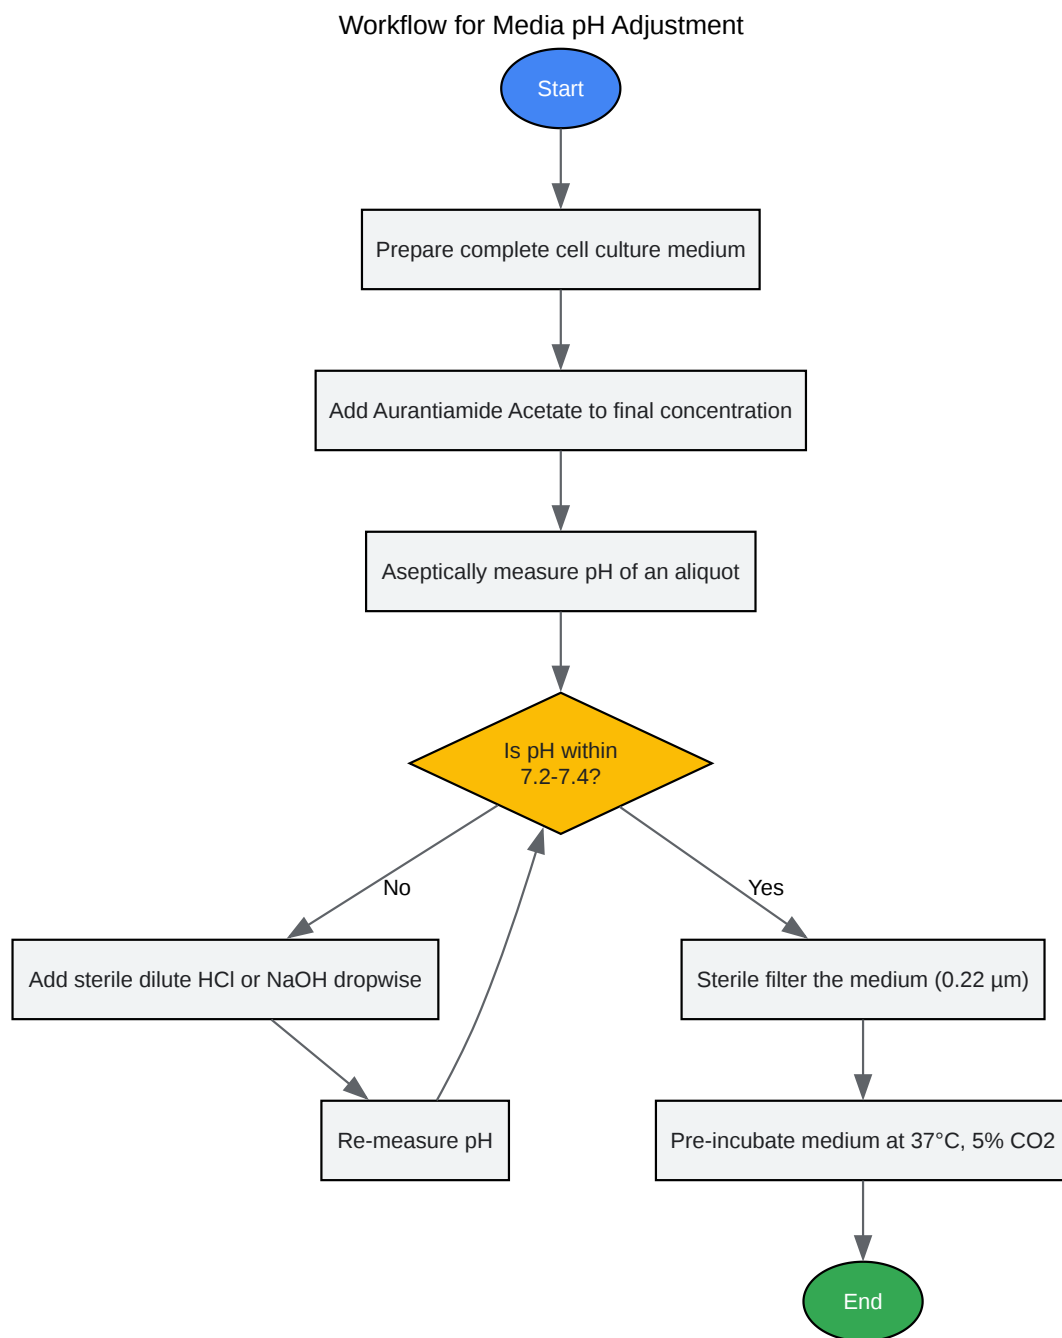 Workflow for Media pH Adjustment
Start
Prepare complete cell culture medium
Add Aurantiamide Acetate to final concentration
Aseptically measure pH of an aliquot
Is pH within
7.2-7.4?
No
Yes
Add sterile dilute HCl or NaOH dropwise
Sterile filter the medium (0.22 µm)
Re-measure pH
Pre-incubate medium at 37°C, 5% CO2
End